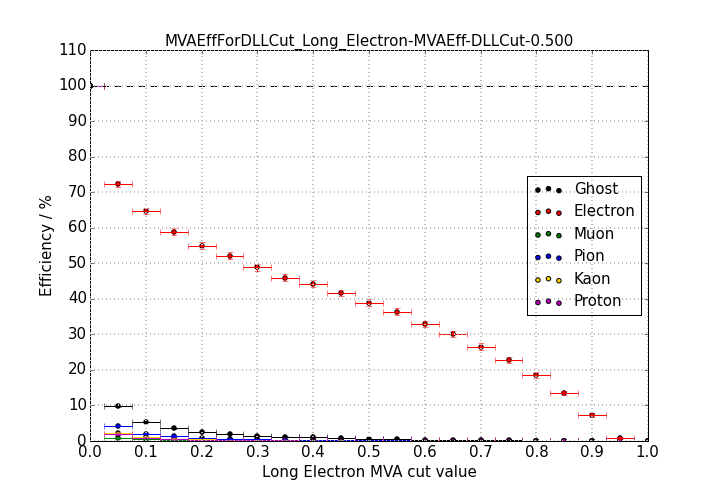 MVAEffForDLLCut_Long_Electron-MVAEff-DLLCut-0.500
110
100
90
80
70
60
50
40
30
20
10
0
Efficiency / %
Ghost
Electron
Muon
Pion
Kaon
Proton
0.0 0.1 0.2 0.3 0.4 0.5 0.6 0.7 0.8 0.9 1.0
Long Electron MVA cut value